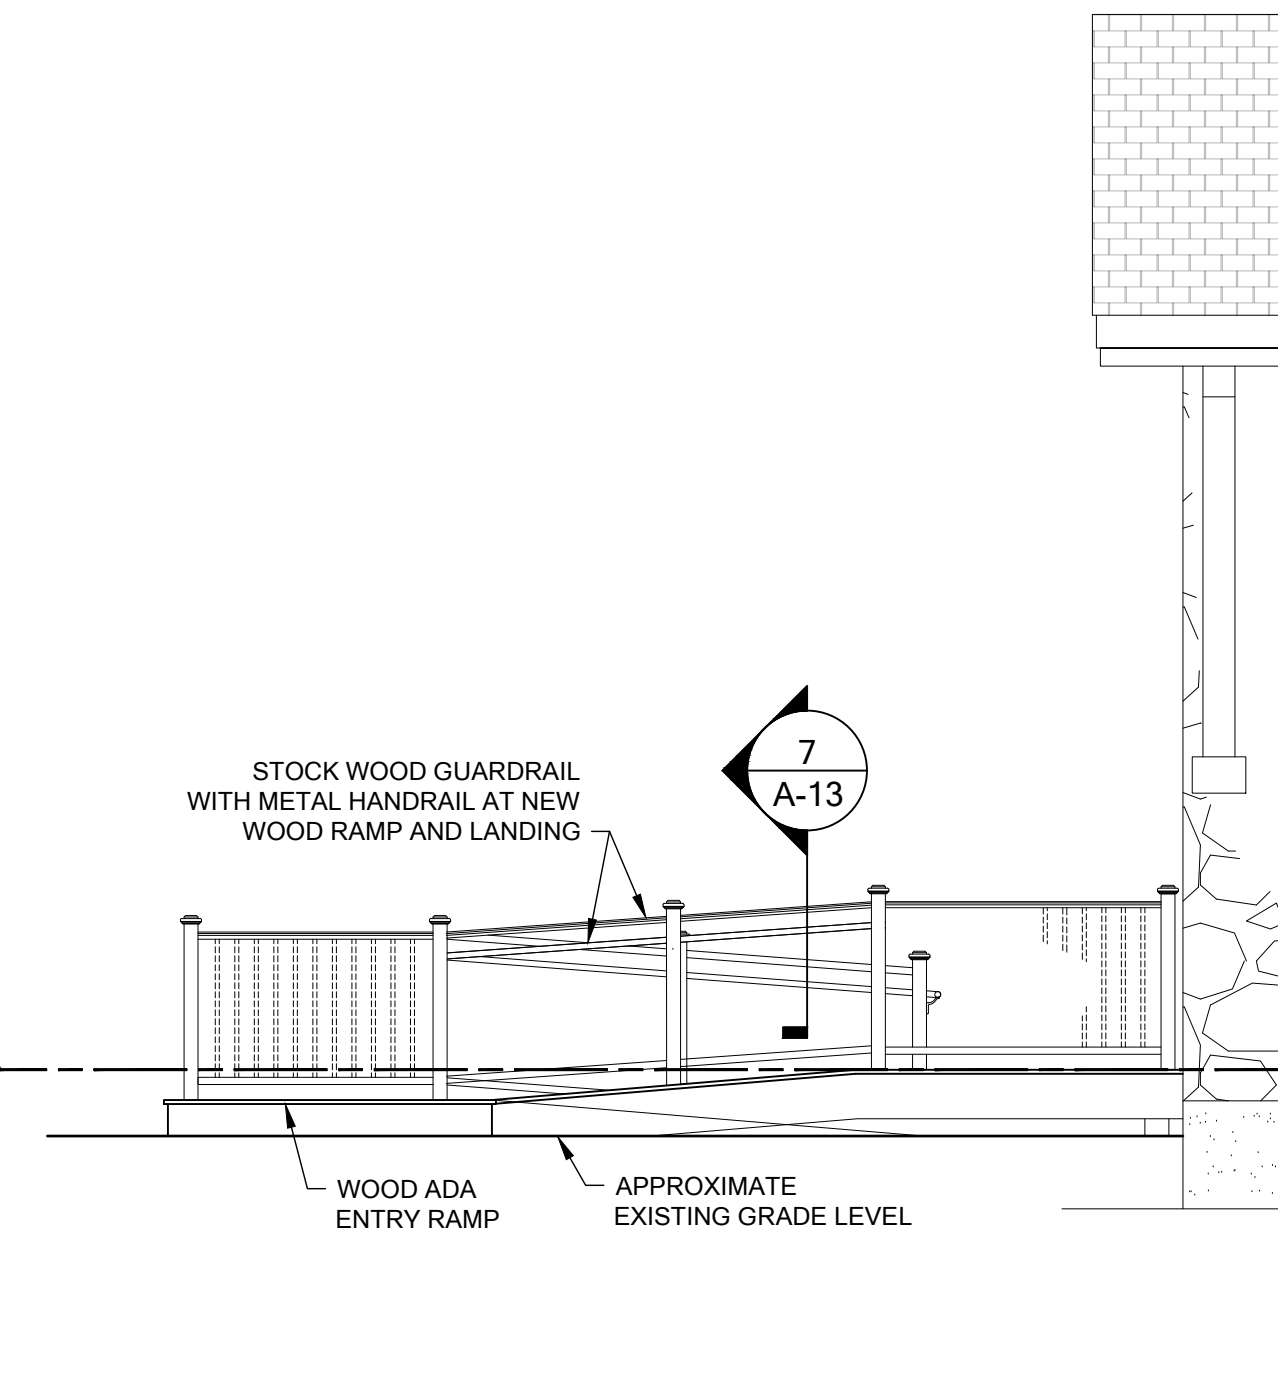 7
A-13
STOCK WOOD GUARDRAIL
WITH METAL HANDRAIL AT NEW
WOOD RAMP AND LANDING
WOOD ADA
ENTRY RAMP
APPROXIMATE
EXISTING GRADE LEVEL